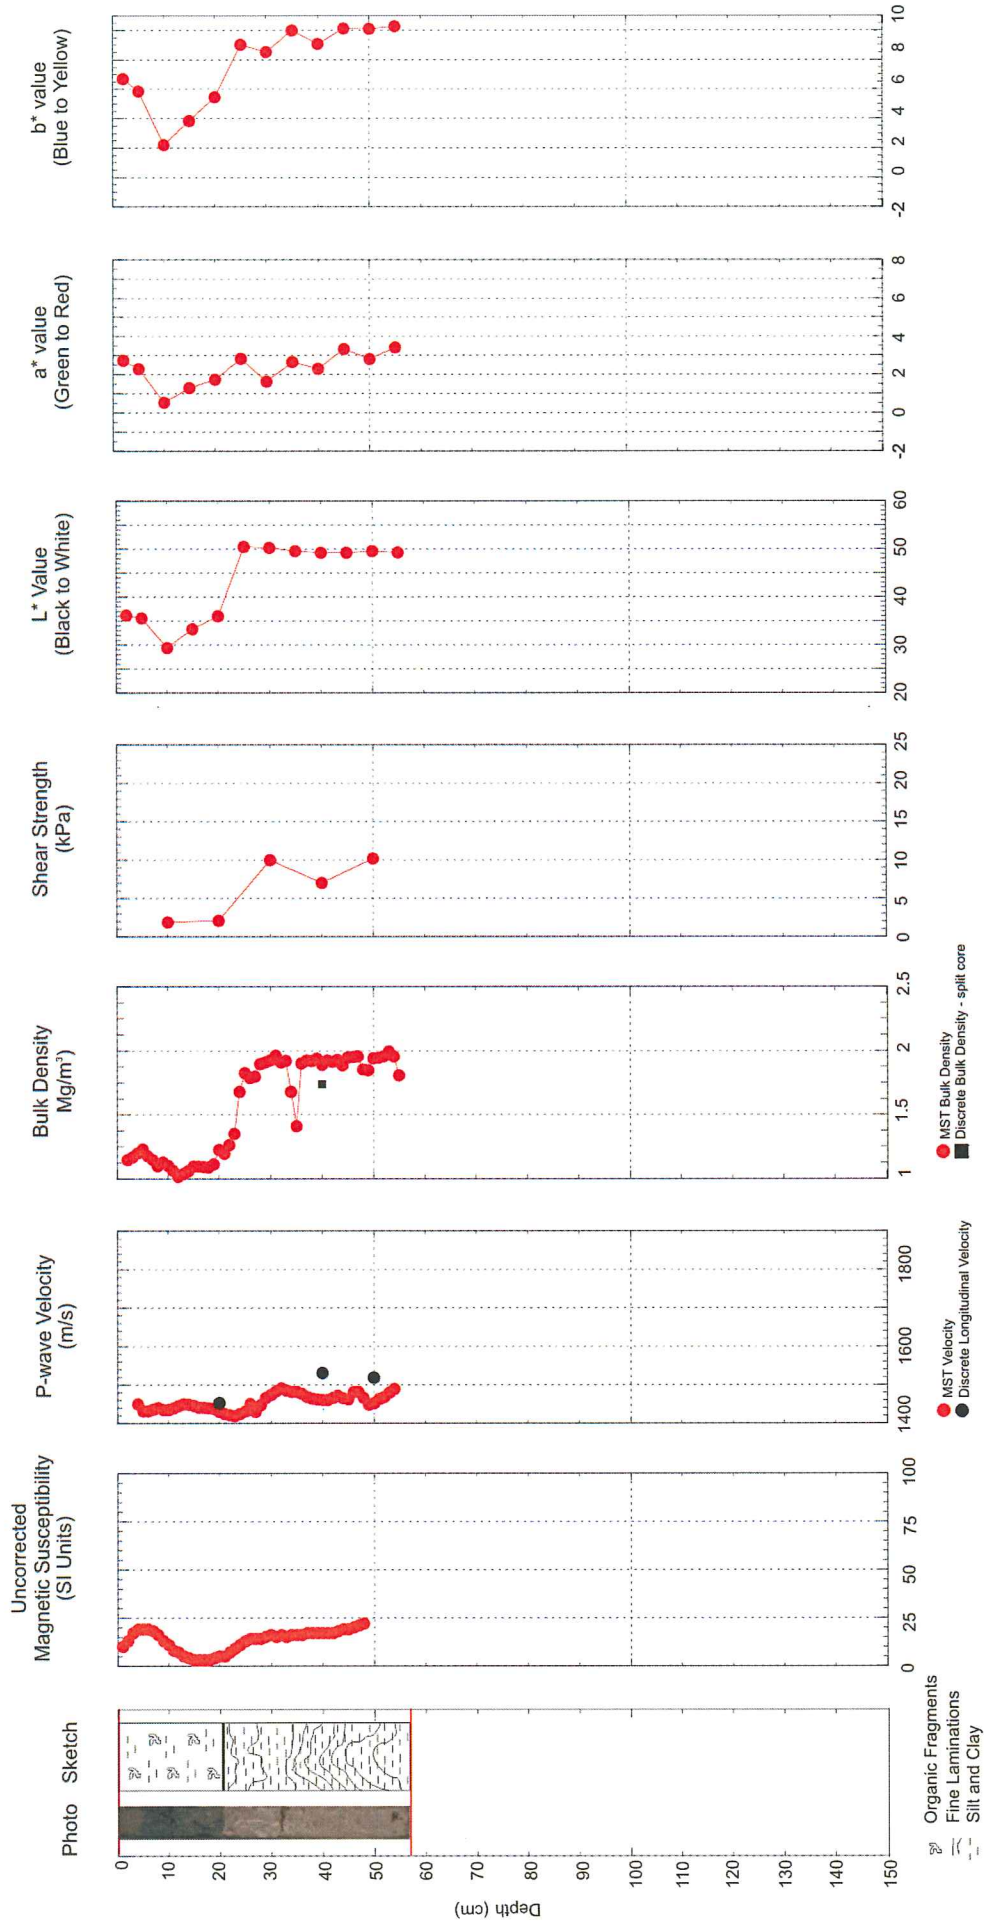 Photo
Sketch
Depth (cm)
0
10
20
30
40
50
60
70
80
90
100
110
120
130
140
150
Organic Fragments
Fine Laminations
Silt and Clay
Uncorrected
Magnetic Susceptibility
(SI Units)
0
25
50
75
100
P-wave Velocity
(m/s)
1400
1600
1800
MST Velocity
Discrete Longitudinal Velocity
Bulk Density
Mg/m³
1
1.5
2
2.5
MST Bulk Density
Discrete Bulk Density - split core
Shear Strength
(kPa)
0
5
10
15
20
25
L* Value
(Black to White)
20
30
40
50
60
a* value
(Green to Red)
-2
0
2
4
6
8
b* value
(Blue to Yellow)
-2
0
2
4
6
8
10